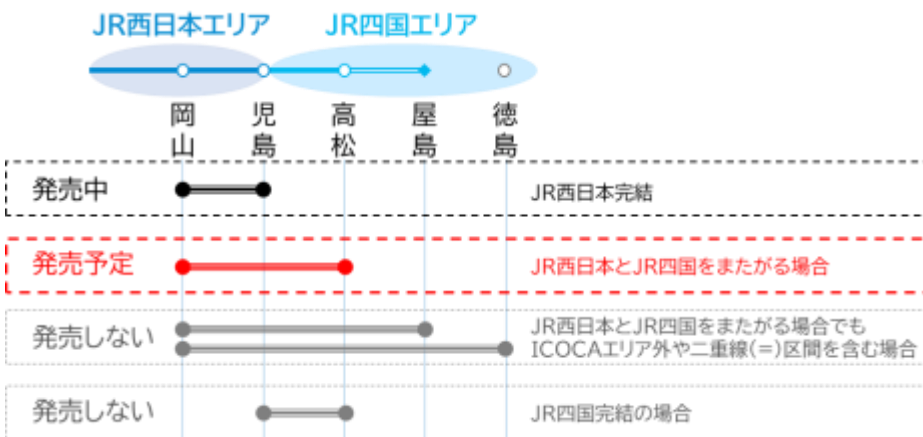 JR西日本エリア JR四国エリア
岡山 児島 高松 屋島 徳島
発売中 JR西日本完結
発売予定 JR西日本とJR四国をまたがる場合
発売しない JR西日本とJR四国をまたがる場合でも
ICOCAエリア外や二重線(=)区間を含む場合
発売しない JR四国完結の場合